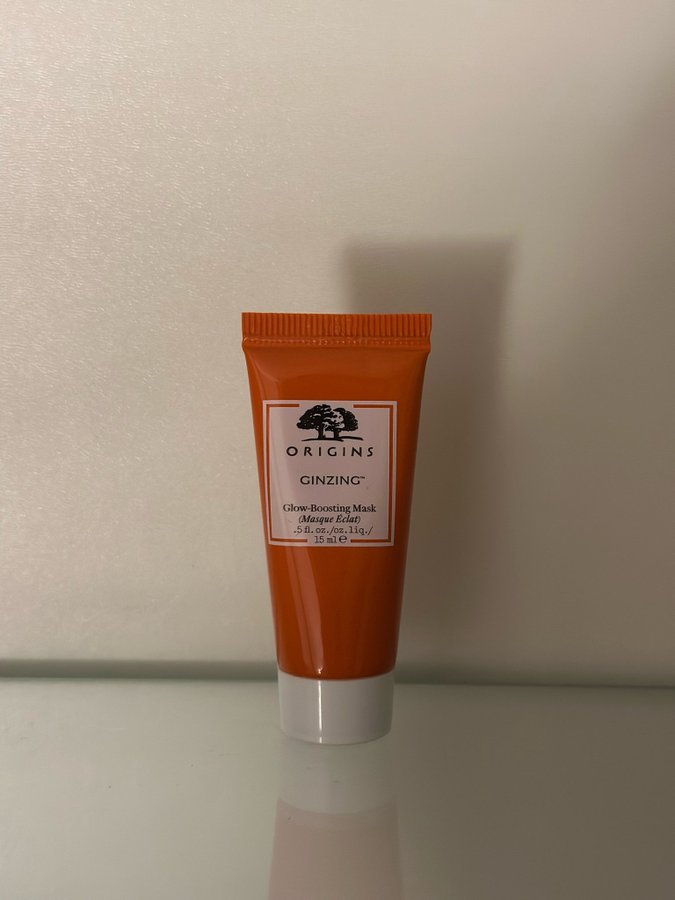 ORIGINS
GINZING™
Glow-Boosting Mask
(Masque Éclat)
.5 fl. oz./oz. liq./
15 ml ℮